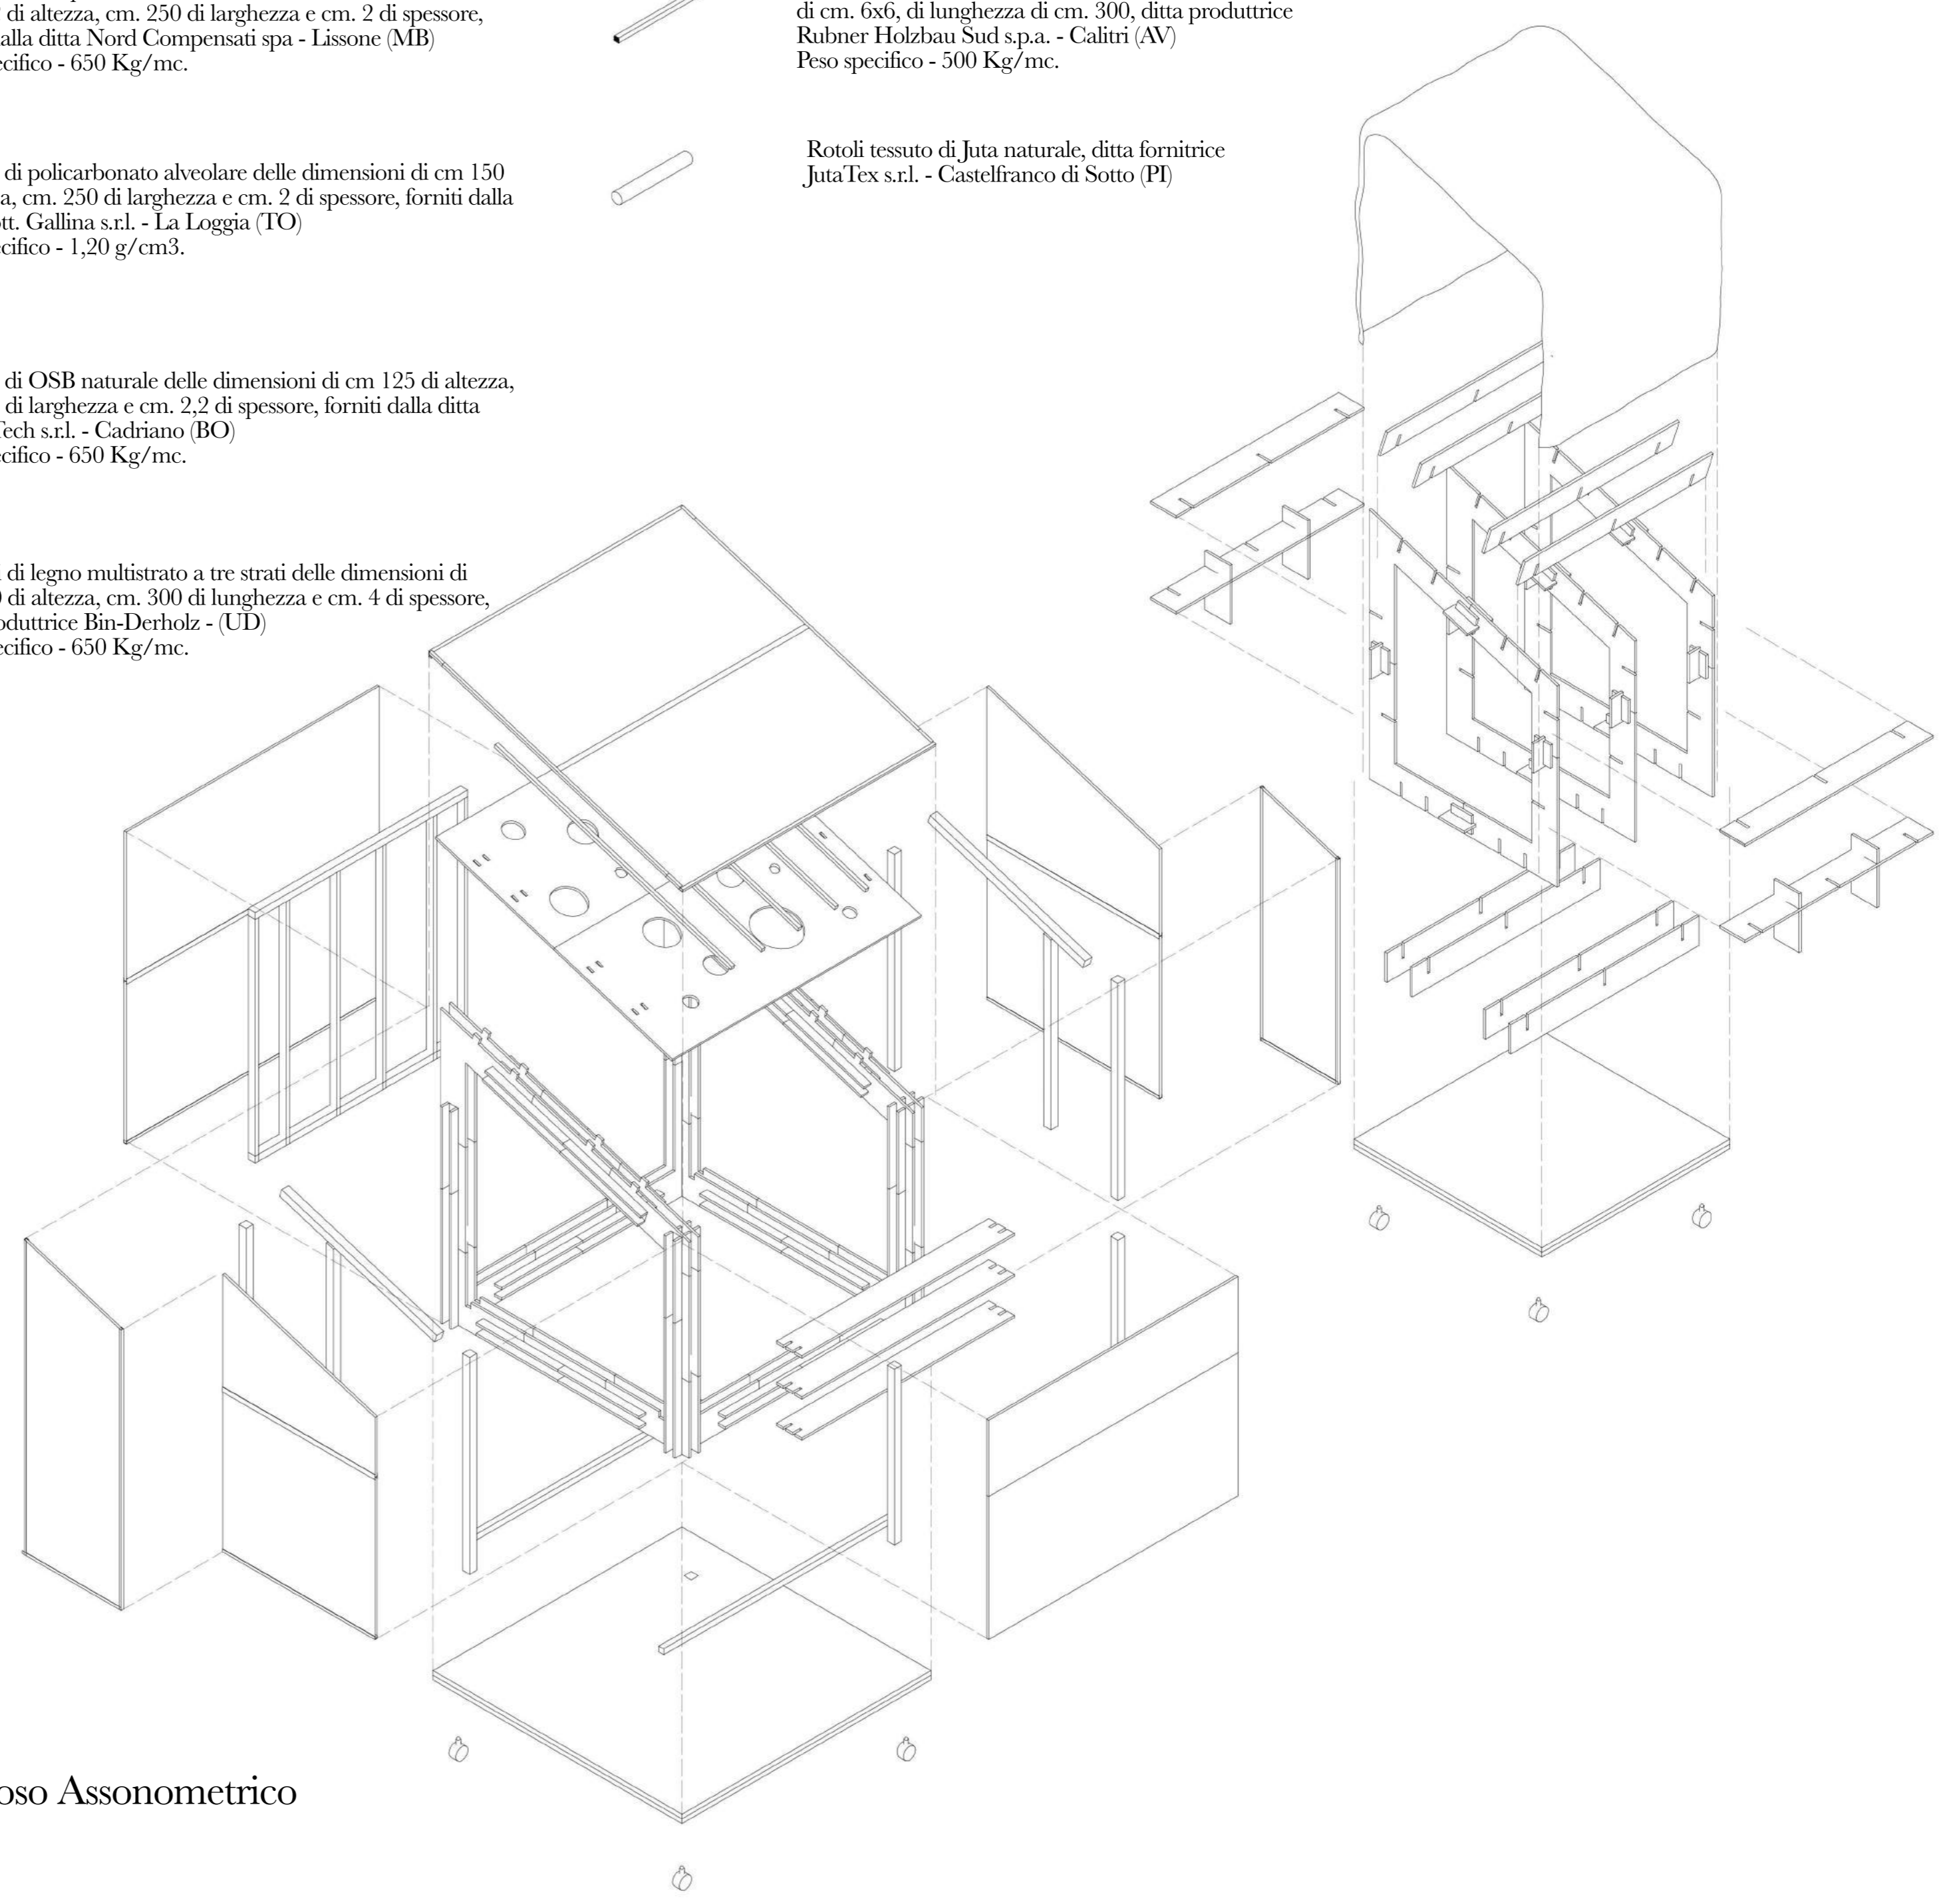 di altezza, cm. 250 di larghezza e cm. 2 di spessore,
alla ditta Nord Compensati spa - Lissone (MB)
ecifico - 650 Kg/mc.
di policarbonato alveolare delle dimensioni di cm 150
a, cm. 250 di larghezza e cm. 2 di spessore, forniti dalla
ott. Gallina s.r.l. - La Loggia (TO)
ecifico - 1,20 g/cm3.
di OSB naturale delle dimensioni di cm 125 di altezza,
di larghezza e cm. 2,2 di spessore, forniti dalla ditta
Tech s.r.l. - Cadriano (BO)
ecifico - 650 Kg/mc.
di legno multistrato a tre strati delle dimensioni di
0 di altezza, cm. 300 di lunghezza e cm. 4 di spessore,
oduttrice Bin-Derholz - (UD)
ecifico - 650 Kg/mc.
di cm. 6x6, di lunghezza di cm. 300, ditta produttrice
Rubner Holzbau Sud s.p.a. - Calitri (AV)
Peso specifico - 500 Kg/mc.
Rotoli tessuto di Juta naturale, ditta fornitrice
JutaTex s.r.l. - Castelfranco di Sotto (PI)
oso Assonometrico